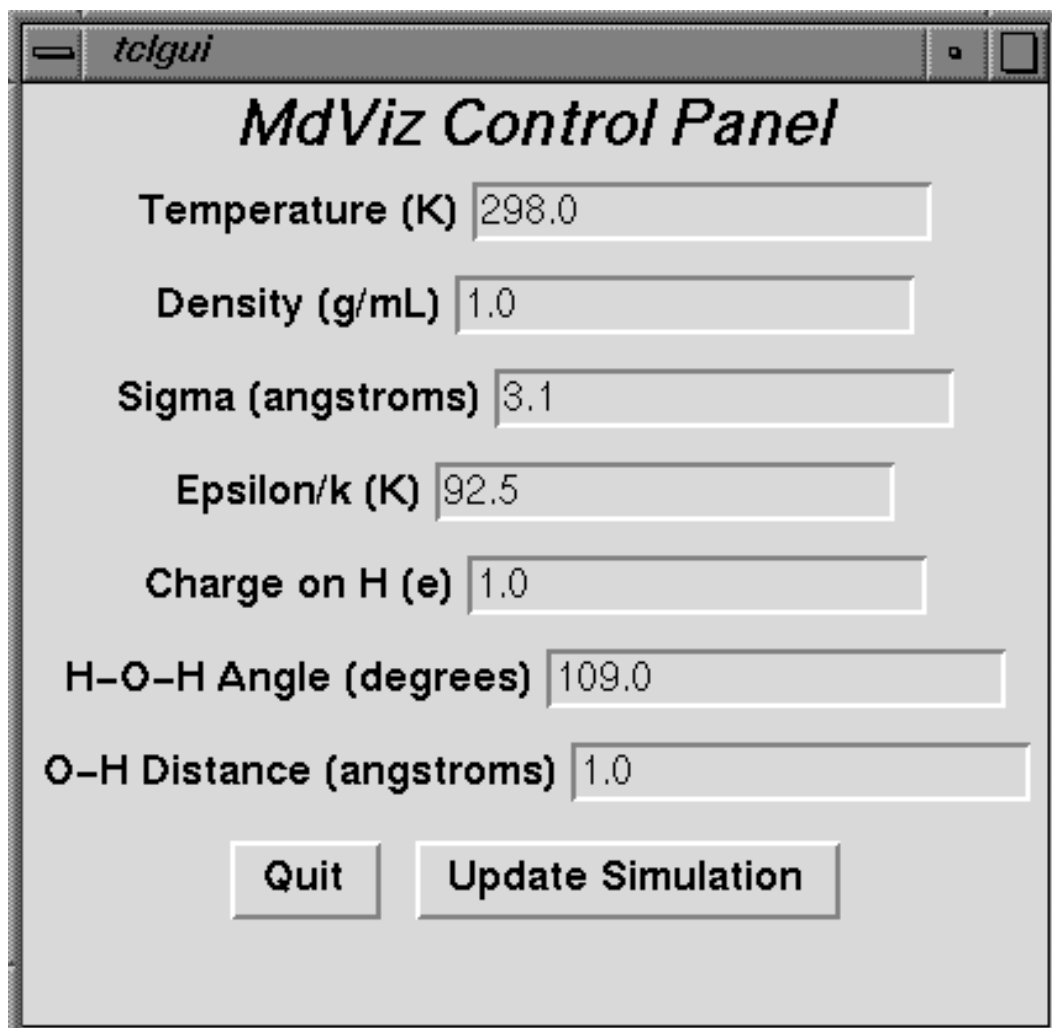 tclgui
MdViz Control Panel
Temperature (K) 298.0
Density (g/mL) 1.0
Sigma (angstroms) 3.1
Epsilon/k (K) 92.5
Charge on H (e) 1.0
H-O-H Angle (degrees) 109.0
O-H Distance (angstroms) 1.0
Quit Update Simulation